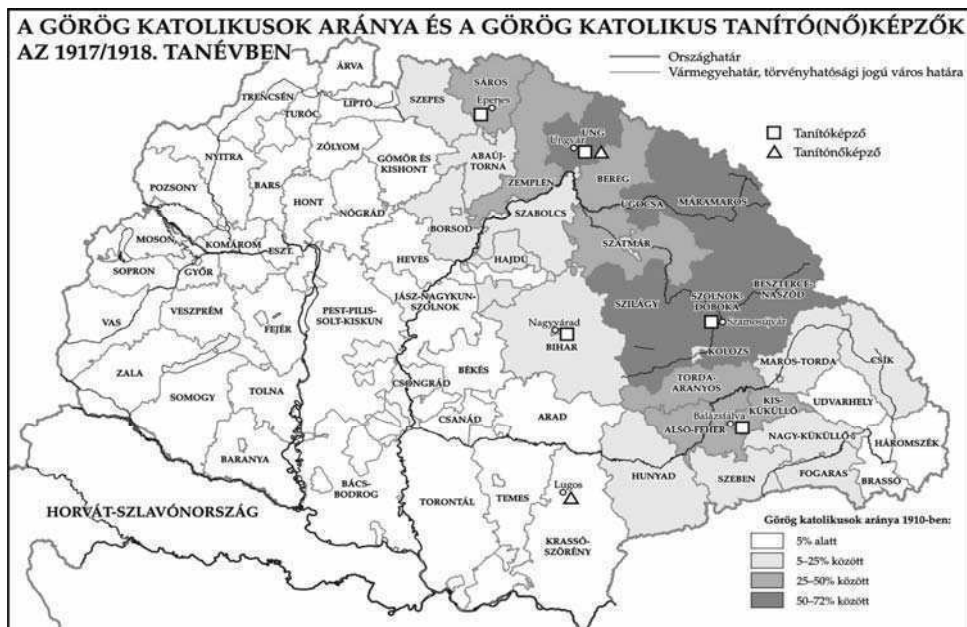 A GÖRÖG KATOLIKUSOK ARÁNYA ÉS A GÖRÖG KATOLIKUS TANÍTÓ(NŐ)KÉPZŐK
AZ 1917/1918. TANÉVBEN
Országhatár
Vármegyehatár, törvényhatósági jogú város határa
Tanítóképző
Tanítónőképző
ÁRVA
TRENCSÉN
LIPTÓ
TURÓC
SZEPES
SÁROS
Eperjes
UNG
Ungvár
ZÓLYOM
NYITRA
BARS
GÖMÖR ÉS
KISHONT
ABAÚJ-
TORNA
ZEMPLÉN
BEREG
POZSONY
HONT
NÓGRÁD
UGOCSA
MÁRAMAROS
BORSOD
SZABOLCS
MOSON
KOMÁROM
ESZT.
HEVES
HAJDÚ
SZATMÁR
SOPRON
GYŐR
BESZTERCE-
NASZÓD
VAS
VESZPRÉM
FEJÉR
PEST-PILIS-
SOLT-KISKUN
JÁSZ-NAGYKUN-
SZOLNOK
SZILÁGY
SZOLNOK-
DOBOKA
Szamosujvár
Nagyvárad
BIHAR
KOLOZS
MAROS-TORDA
CSÍK
ZALA
SOMOGY
TOLNA
CSONGRÁD
BÉKÉS
TORDA-
ARANYOS
CSANÁD
ARAD
KIS-
KÜKÜLLŐ
UDVARHELY
Balázsfalva
ALSÓ-FEHÉR
BARANYA
NAGY-KÜKÜLLŐ
HÁROMSZÉK
BÁCS-
BODROG
HUNYAD
SZEBEN
FOGARAS
BRASSÓ
TORONTÁL
TEMES
Lugos
HORVÁT-SZLAVÓNORSZÁG
KRASSÓ-
SZÖRÉNY
Görög katolikusok aránya 1910-ben:
5% alatt
5–25% között
25–50% között
50–72% között